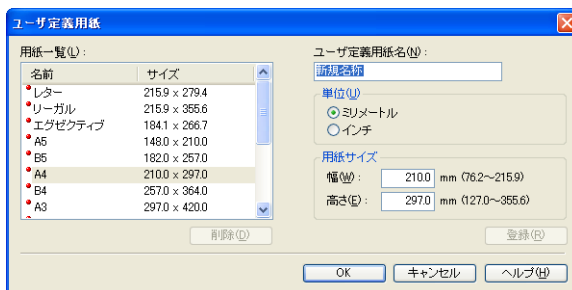 ユーザ定義用紙
用紙一覧(L):
名前 サイズ
レター 215.9 x 279.4
リーガル 215.9 x 355.6
エグゼクティブ 184.1 x 266.7
A5 148.0 x 210.0
B5 182.0 x 257.0
A4 210.0 x 297.0
B4 257.0 x 364.0
A3 297.0 x 420.0
削除(D)
ユーザ定義用紙名(N):
新規名称
単位(U)
ミリメートル
インチ
用紙サイズ
幅(W): 210.0 mm (76.2～215.9)
高さ(E): 297.0 mm (127.0～355.6)
登録(R)
OK キャンセル ヘルプ(H)